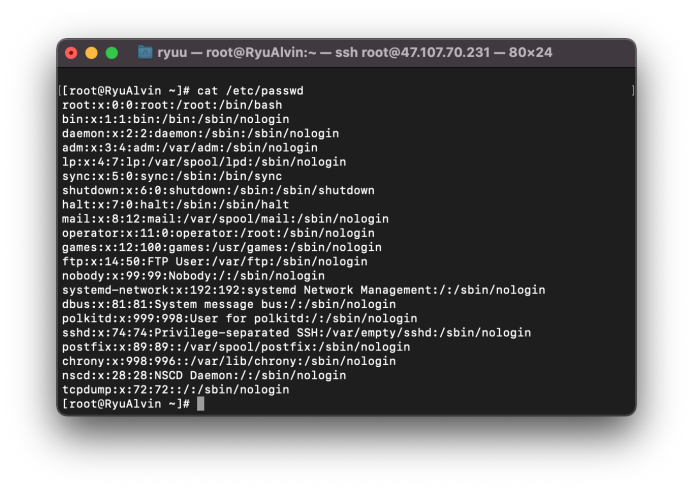 ryuu — root@RyuAlvin:~ — ssh root@47.107.70.231 — 80×24
[[root@RyuAlvin ~]# cat /etc/passwd ]
root:x:0:0:root:/root:/bin/bash
bin:x:1:1:bin:/bin:/sbin/nologin
daemon:x:2:2:daemon:/sbin:/sbin/nologin
adm:x:3:4:adm:/var/adm:/sbin/nologin
lp:x:4:7:lp:/var/spool/lpd:/sbin/nologin
sync:x:5:0:sync:/sbin:/bin/sync
shutdown:x:6:0:shutdown:/sbin:/sbin/shutdown
halt:x:7:0:halt:/sbin:/sbin/halt
mail:x:8:12:mail:/var/spool/mail:/sbin/nologin
operator:x:11:0:operator:/root:/sbin/nologin
games:x:12:100:games:/usr/games:/sbin/nologin
ftp:x:14:50:FTP User:/var/ftp:/sbin/nologin
nobody:x:99:99:Nobody:/:/sbin/nologin
systemd-network:x:192:192:systemd Network Management:/:/sbin/nologin
dbus:x:81:81:System message bus:/:/sbin/nologin
polkitd:x:999:998:User for polkitd:/:/sbin/nologin
sshd:x:74:74:Privilege-separated SSH:/var/empty/sshd:/sbin/nologin
postfix:x:89:89::/var/spool/postfix:/sbin/nologin
chrony:x:998:996::/var/lib/chrony:/sbin/nologin
nscd:x:28:28:NSCD Daemon:/:/sbin/nologin
tcpdump:x:72:72::/:/sbin/nologin
[root@RyuAlvin ~]#